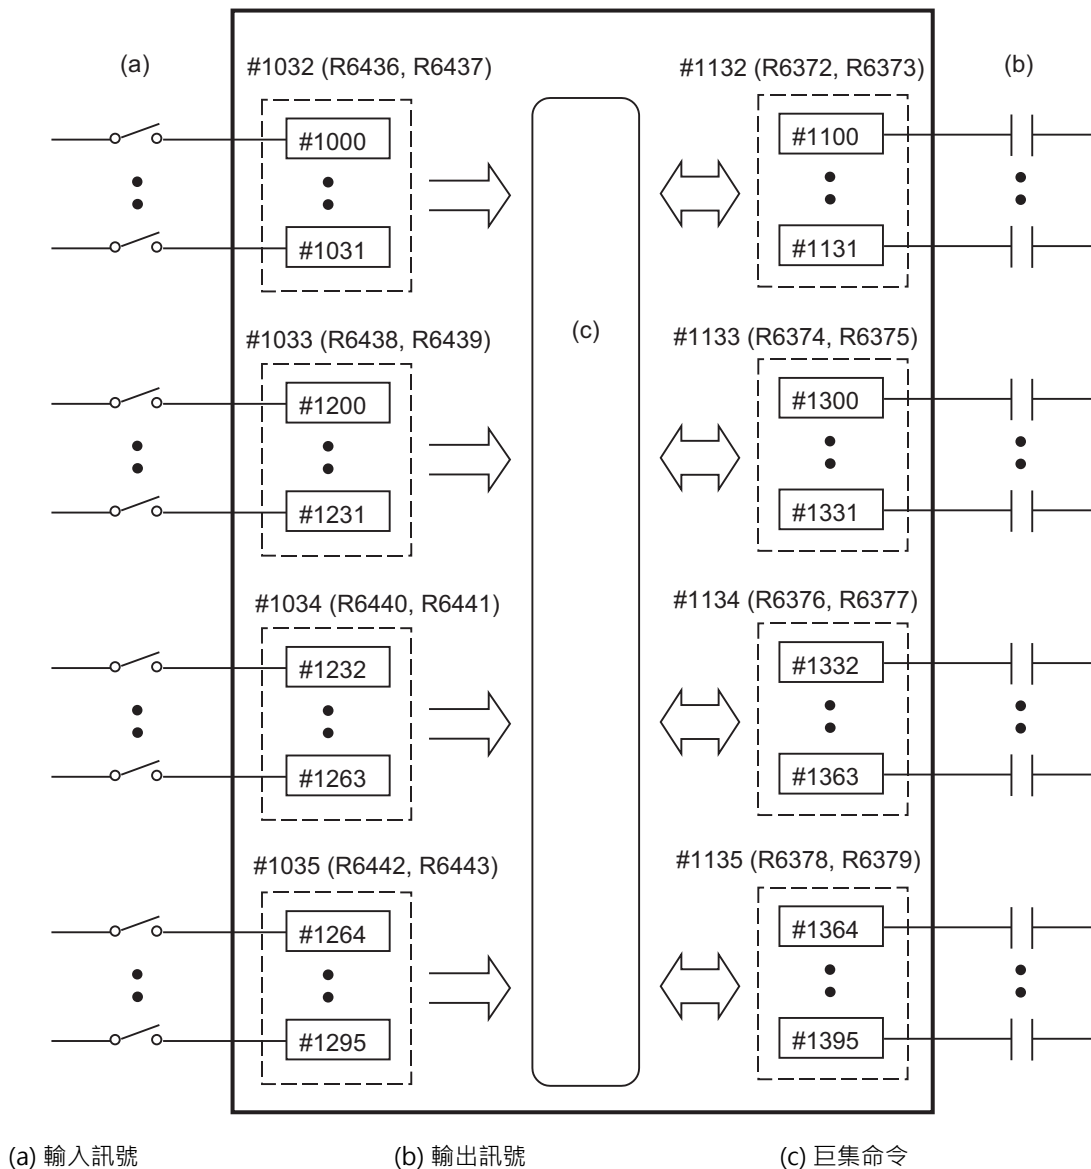 (a)
#1032 (R6436, R6437)
#1132 (R6372, R6373)
(b)
#1000
#1100
#1031
#1131
(c)
#1033 (R6438, R6439)
#1133 (R6374, R6375)
#1200
#1300
#1231
#1331
#1034 (R6440, R6441)
#1134 (R6376, R6377)
#1232
#1332
#1263
#1363
#1035 (R6442, R6443)
#1135 (R6378, R6379)
#1264
#1364
#1295
#1395
(a) 輸入訊號 (b) 輸出訊號 (c) 巨集命令